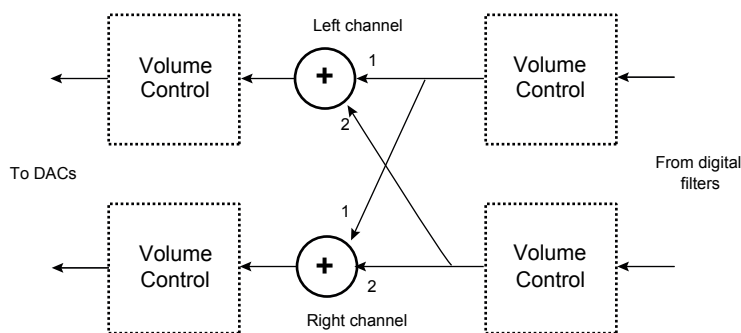 Left channel
Volume
Control
+
1
2
Volume
Control
To DACs
From digital
filters
Volume
Control
+
1
2
Volume
Control
Right channel